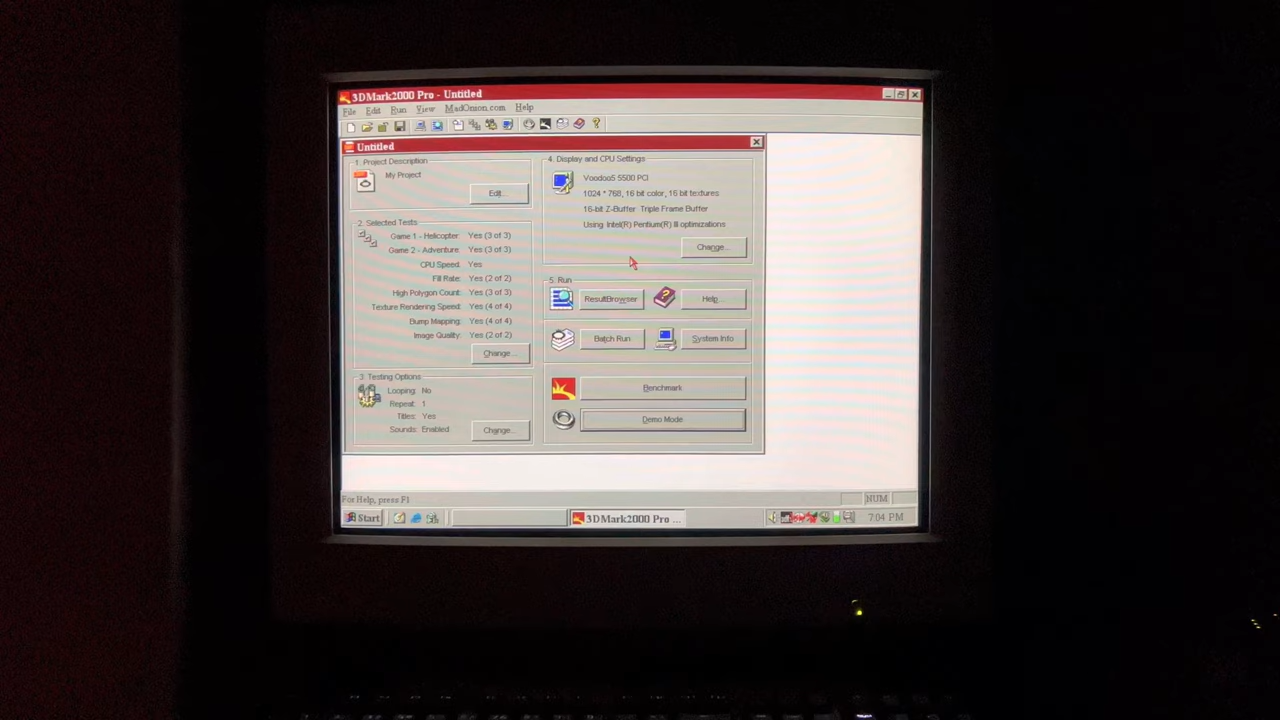 3DMark2000 Pro - Untitled
File Edit Run View MadOnion.com Help
Untitled
1. Project Description
My Project
Edit...
2. Selected Tests
Game 1 - Helicopter: Yes (3 of 3)
Game 2 - Adventure: Yes (3 of 3)
CPU Speed: Yes
Fill Rate: Yes (2 of 2)
High Polygon Count: Yes (3 of 3)
Texture Rendering Speed: Yes (4 of 4)
Bump Mapping: Yes (4 of 4)
Image Quality: Yes (2 of 2)
Change...
3. Testing Options
Looping: No
Repeat: 1
Titles: Yes
Sounds: Enabled
Change...
4. Display and CPU Settings
Voodoo5 5500 PCI
1024 * 768, 16 bit color, 16 bit textures
16-bit Z-Buffer Triple Frame Buffer
Using Intel(R) Pentium(R) III optimizations
Change...
5. Run
ResultBrowser Help...
Batch Run System Info
Benchmark
Demo Mode
For Help, press F1
NUM
Start
3DMark2000 Pro ...
7:04 PM